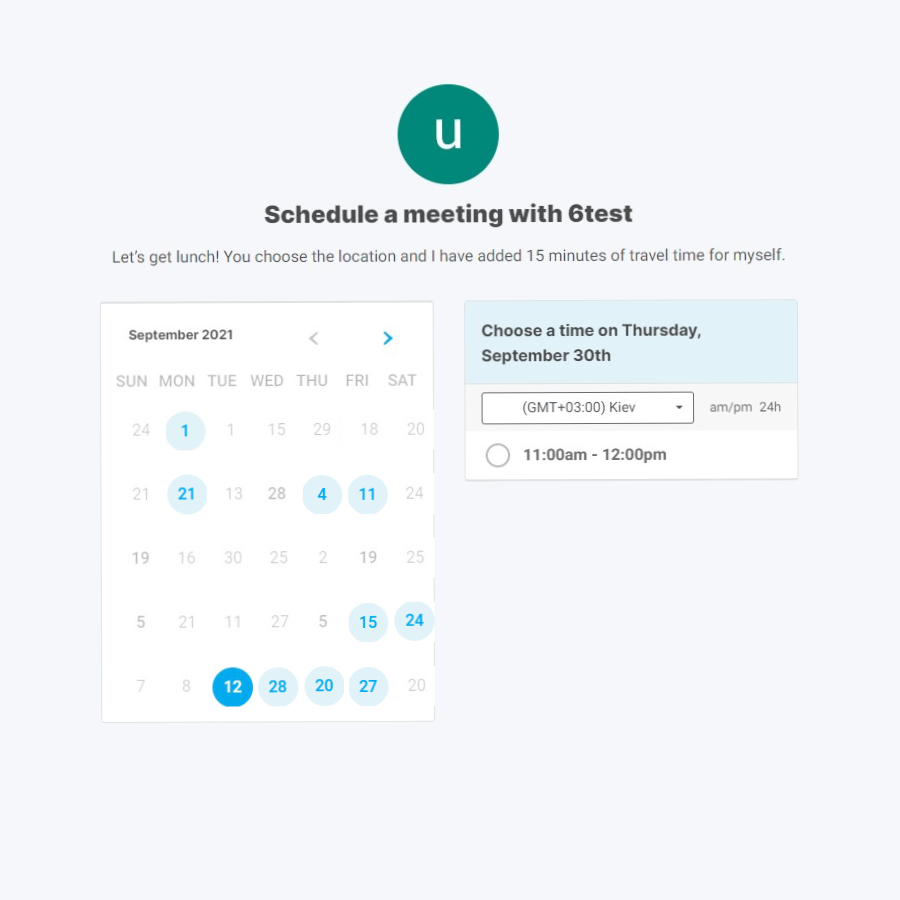 u
Schedule a meeting with 6test
Let's get lunch! You choose the location and I have added 15 minutes of travel time for myself.
September 2021
SUN MON TUE WED THU FRI SAT
24 1 1 15 29 18 20
21 21 13 28 4 11 24
19 16 30 25 2 19 25
5 21 11 27 5 15 24
7 8 12 28 20 27 20
Choose a time on Thursday,
September 30th
(GMT+03:00) Kiev am/pm 24h
11:00am - 12:00pm